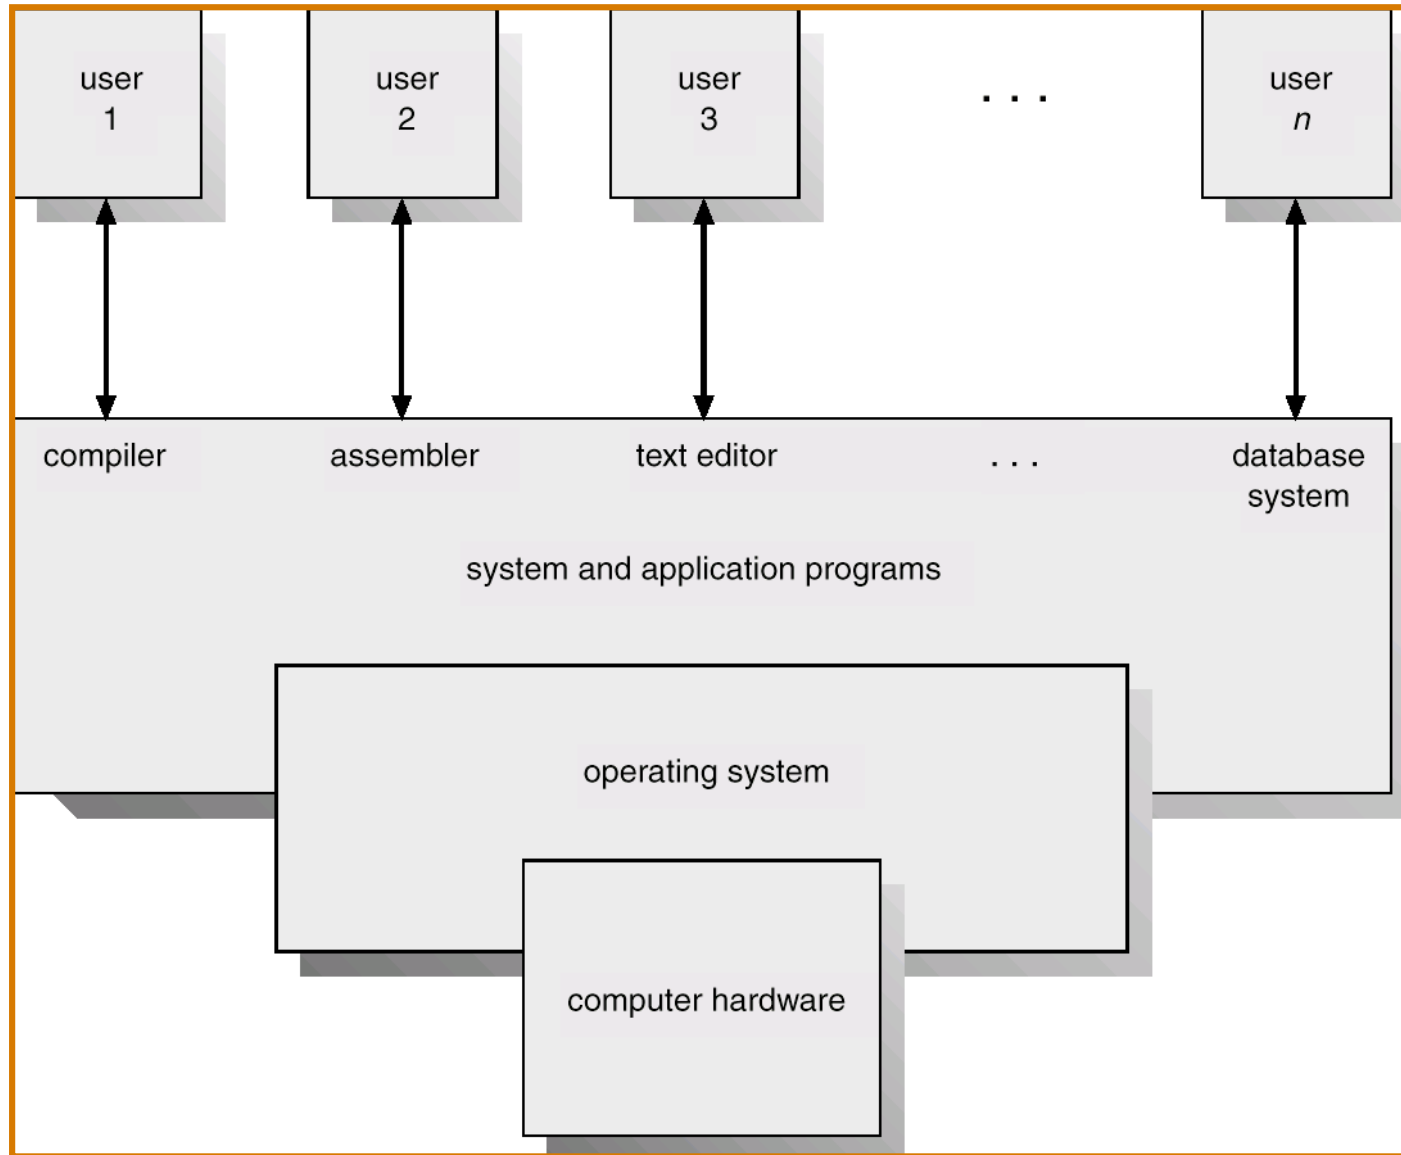 user
1
user
2
user
3
. . .
user
n
compiler
assembler
text editor
. . .
database
system
system and application programs
operating system
computer hardware